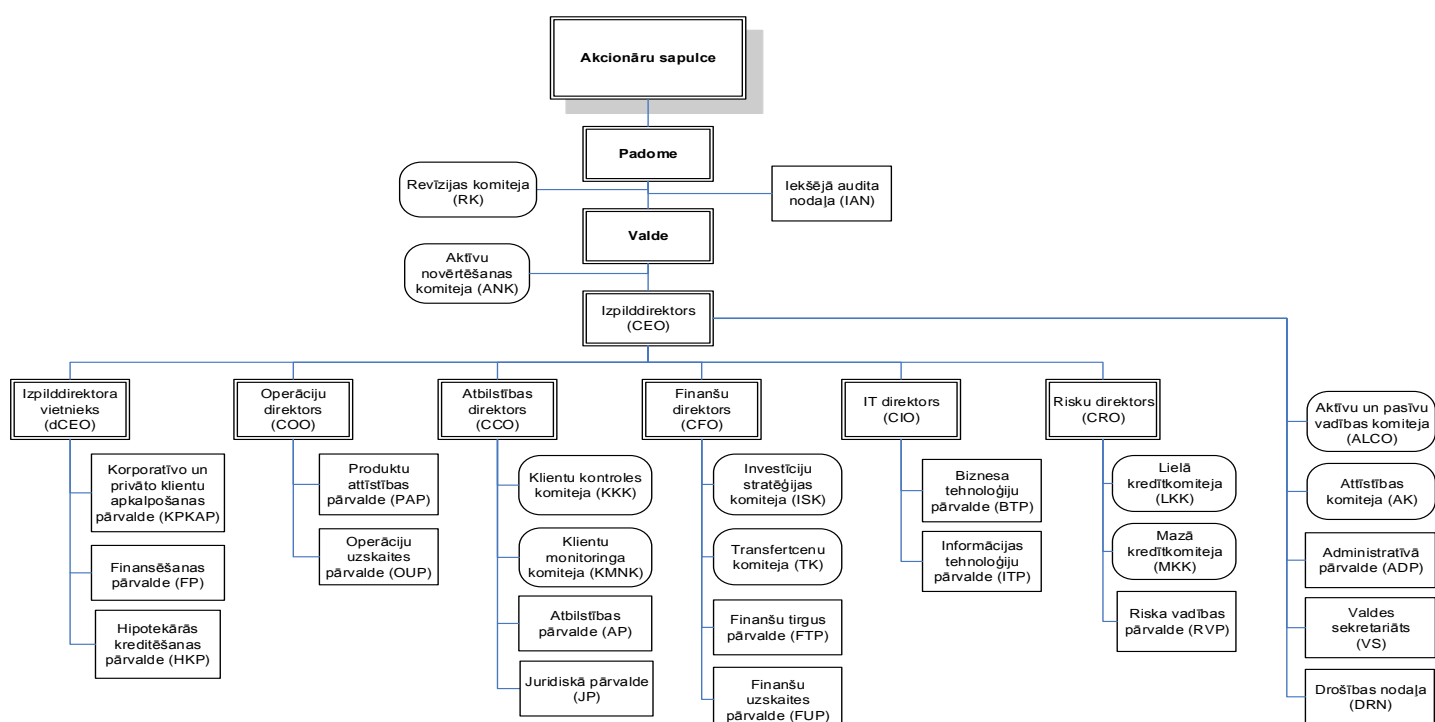 Akcionāru sapulce
Padome
Revīzijas komiteja
(RK)
Iekšējā audita
nodaļa (IAN)
Valde
Aktīvu
novērtēšanas
komiteja (ANK)
Izpilddirektors
(CEO)
Izpilddirektora
vietnieks
(dCEO)
Operāciju
direktors
(COO)
Atbilstības
direktors
(CCO)
Finanšu
direktors
(CFO)
IT direktors
(CIO)
Risku direktors
(CRO)
Aktīvu un pasīvu
vadības komiteja
(ALCO)
Korporatīvo un
privāto klientu
apkalpošanas
pārvalde (KPKAP)
Finansēšanas
pārvalde (FP)
Hipotekārās
kreditēšanas
pārvalde (HKP)
Produktu
attīstības
pārvalde (PAP)
Operāciju
uzskaites
pārvalde (OUP)
Klientu kontroles
komiteja (KKK)
Klientu
monitoringa
komiteja (KMNK)
Atbilstības
pārvalde (AP)
Juridiskā pārvalde
(JP)
Investīciju
stratēģijas
komiteja (ISK)
Transfertcenu
komiteja (TK)
Finanšu tirgus
pārvalde (FTP)
Finanšu
uzskaites
pārvalde (FUP)
Biznesa
tehnoloģiju
pārvalde (BTP)
Informācijas
tehnoloģiju
pārvalde (ITP)
Lielā
kredītkomiteja
(LKK)
Mazā
kredītkomiteja
(MKK)
Riska vadības
pārvalde (RVP)
Attīstības
komiteja (AK)
Administratīvā
pārvalde (ADP)
Valdes
sekretariāts
(VS)
Drošības nodaļa
(DRN)